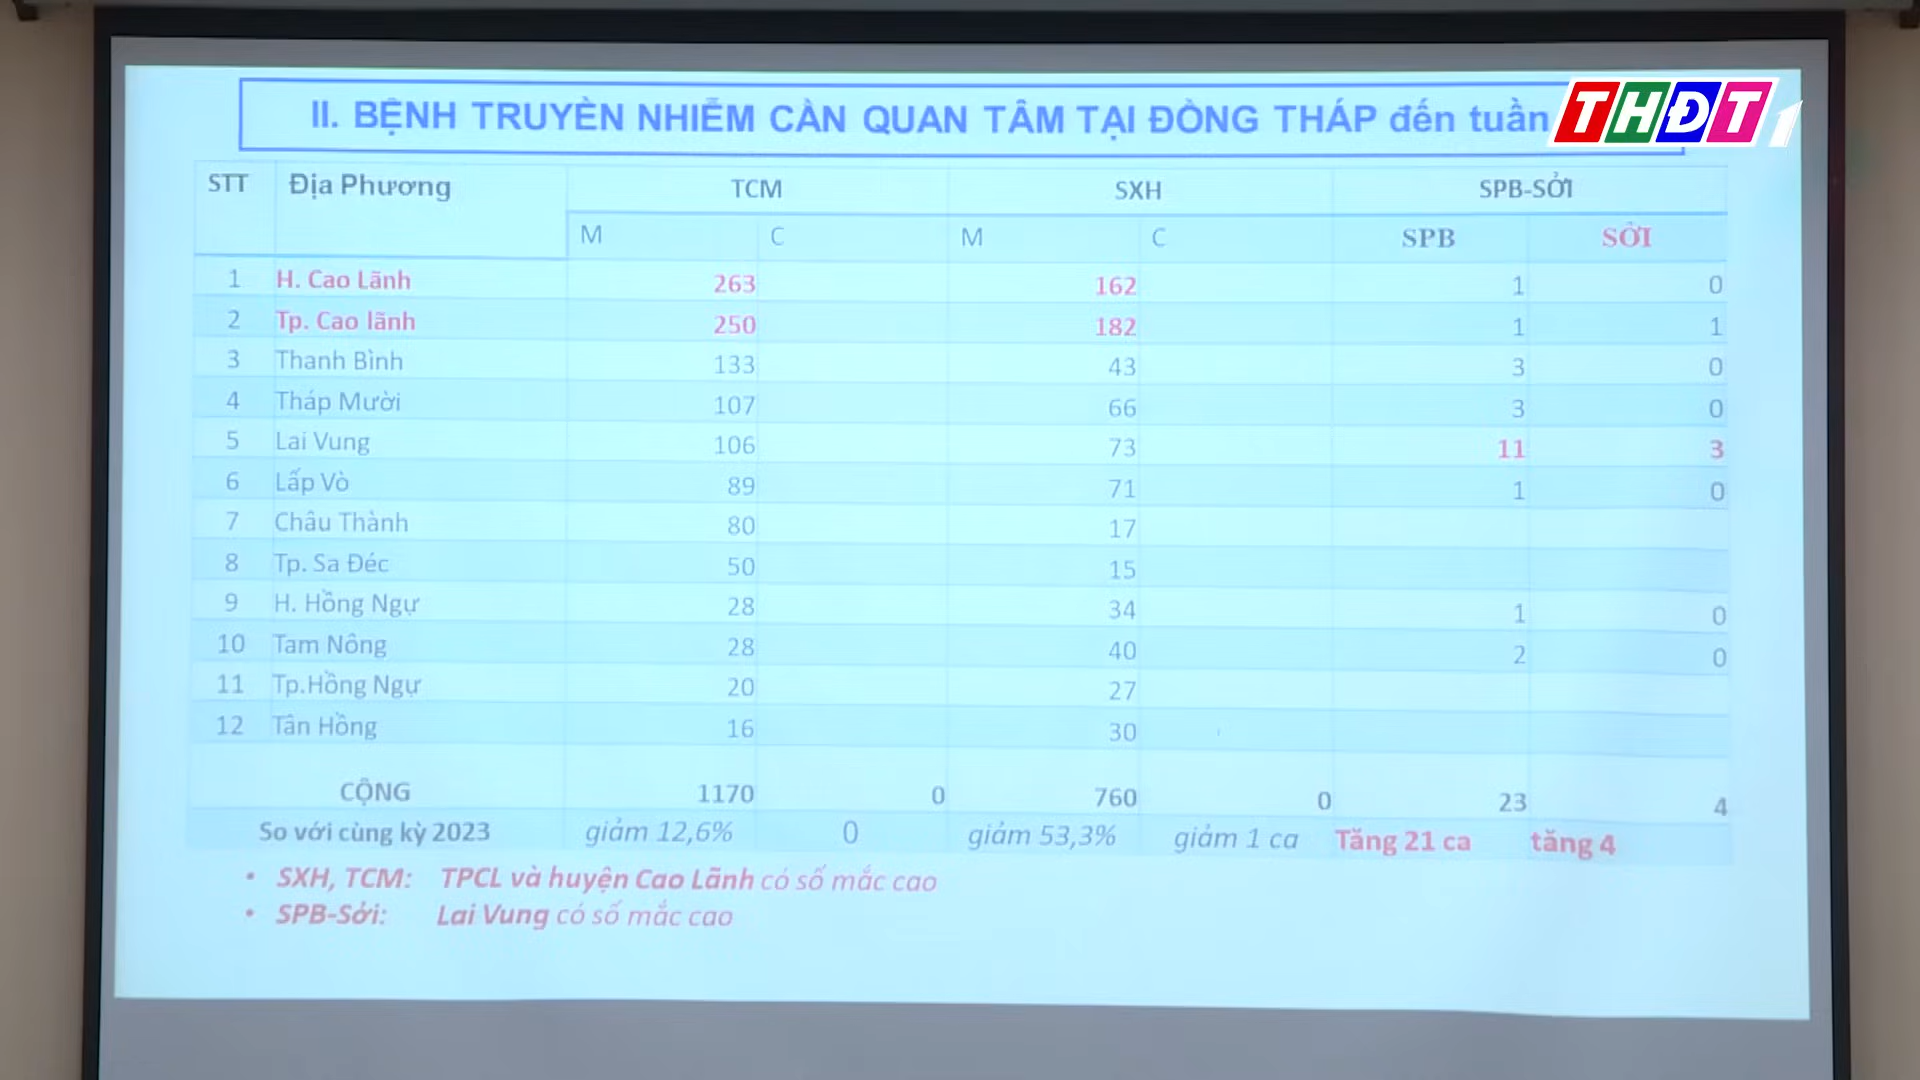 II. BỆNH TRUYỀN NHIỄM CẦN QUAN TÂM TẠI ĐỒNG THÁP đến tuần
THĐT1
STT Địa Phương TCM SXH SPB-SỞI
M C M C SPB SỞI
1 H. Cao Lãnh 263 162 1 0
2 Tp. Cao lãnh 250 182 1 1
3 Thanh Bình 133 43 3 0
4 Tháp Mười 107 66 3 0
5 Lai Vung 106 73 11 3
6 Lấp Vò 89 71 1 0
7 Châu Thành 80 17
8 Tp. Sa Đéc 50 15
9 H. Hồng Ngự 28 34 1 0
10 Tam Nông 28 40 2 0
11 Tp.Hồng Ngự 20 27
12 Tân Hồng 16 30
CỘNG 1170 0 760 0 23 4
So với cùng kỳ 2023 giảm 12,6% 0 giảm 53,3% giảm 1 ca Tăng 21 ca tăng 4
• SXH, TCM: TPCL và huyện Cao Lãnh có số mắc cao
• SPB-Sởi: Lai Vung có số mắc cao